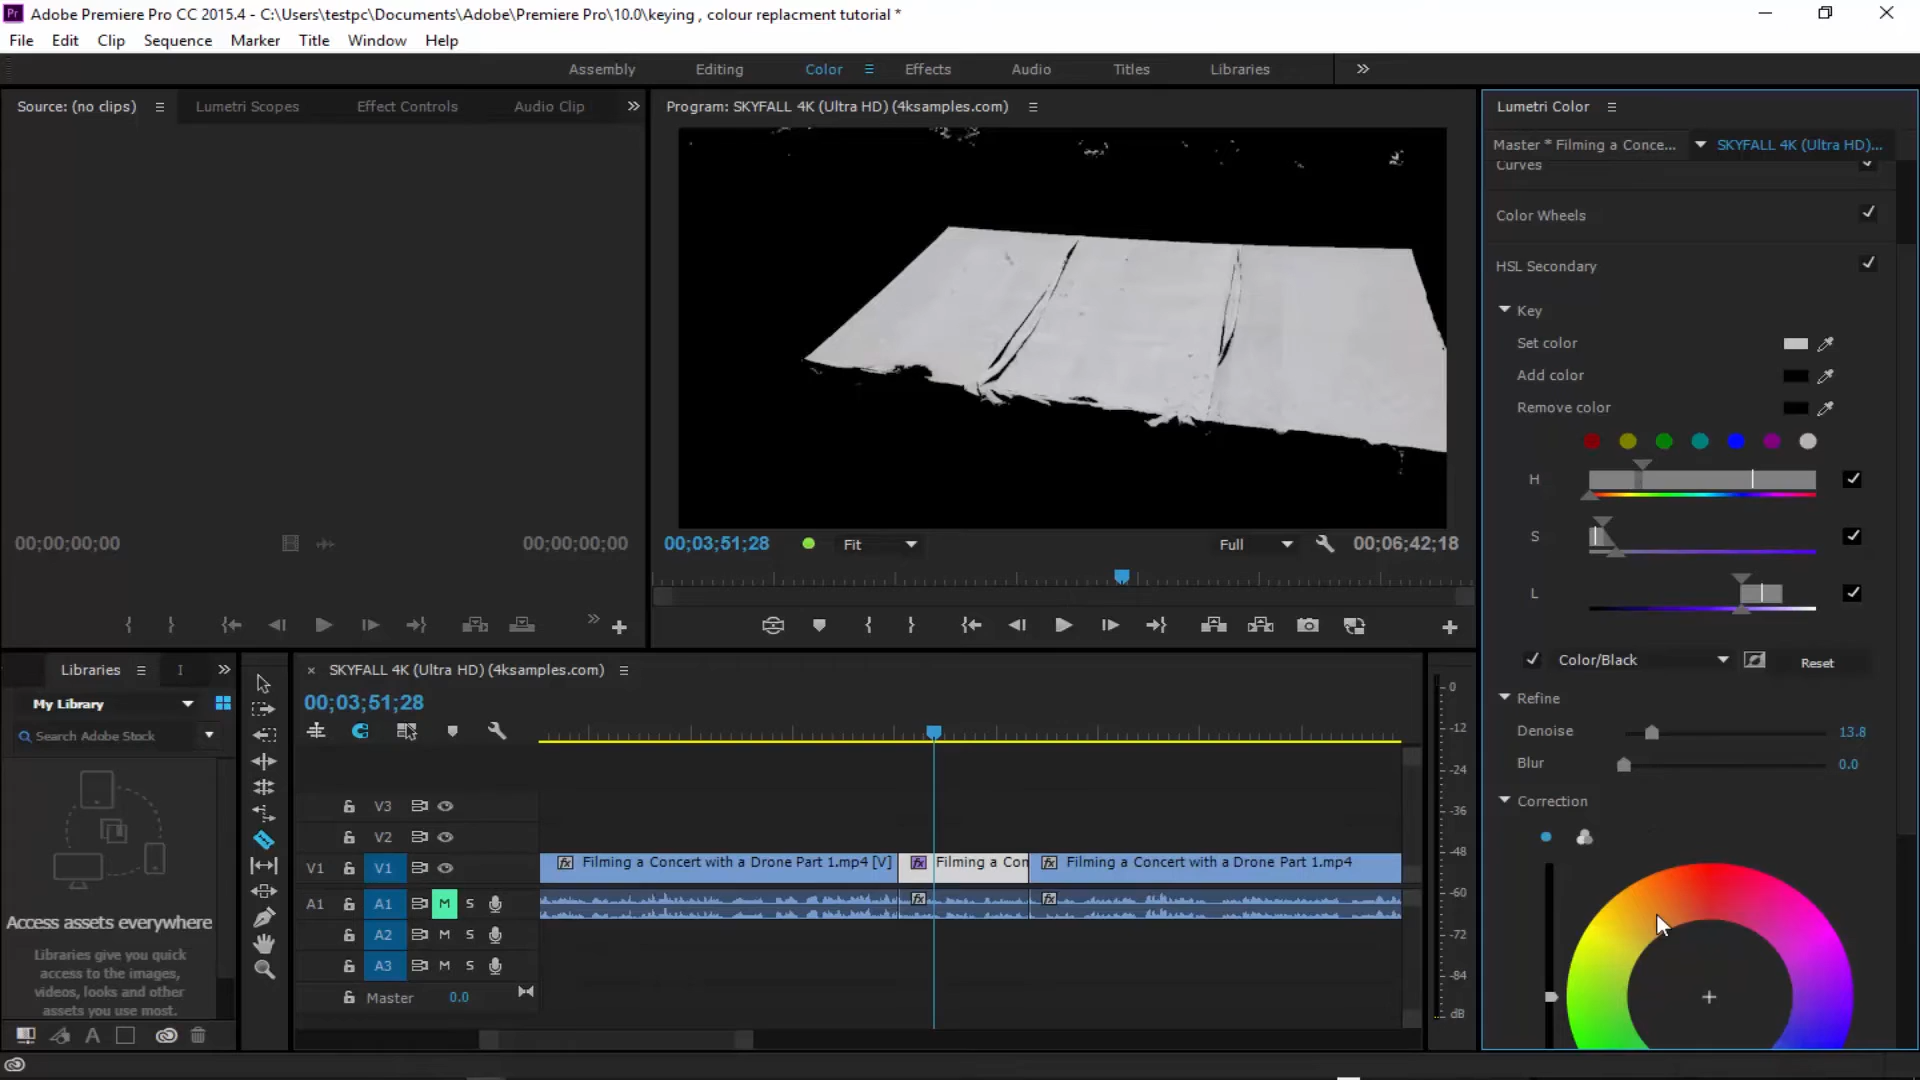 Pr Adobe Premiere Pro CC 2015.4 - C:\Users\testpc\Documents\Adobe\Premiere Pro\10.0\keying , colour replacment tutorial *
File Edit Clip Sequence Marker Title Window Help
Assembly Editing Color Effects Audio Titles Libraries
Source: (no clips) Lumetri Scopes Effect Controls Audio Clip
Program: SKYFALL 4K (Ultra HD) (4ksamples.com)
Lumetri Color
Master * Filming a Conce... SKYFALL 4K (Ultra HD)...
Curves
Color Wheels
HSL Secondary
Key
Set color
Add color
Remove color
H
S
L
Color/Black Reset
Refine
Denoise 13.8
Blur 0.0
Correction
00;00;00;00 00;00;00;00
00;03;51;28 Fit Full 00;06;42;18
Libraries I
My Library
Search Adobe Stock
Access assets everywhere
Libraries give you quick
access to the images,
videos, looks and other
assets you use most.
SKYFALL 4K (Ultra HD) (4ksamples.com)
00;03;51;28
V3
V2
V1 V1 Filming a Concert with a Drone Part 1.mp4 [V] Filming a Con Filming a Concert with a Drone Part 1.mp4
A1 A1 M S
A2 M S
A3 M S
Master 0.0
0
-12
-24
-36
-48
-60
-72
-84
dB